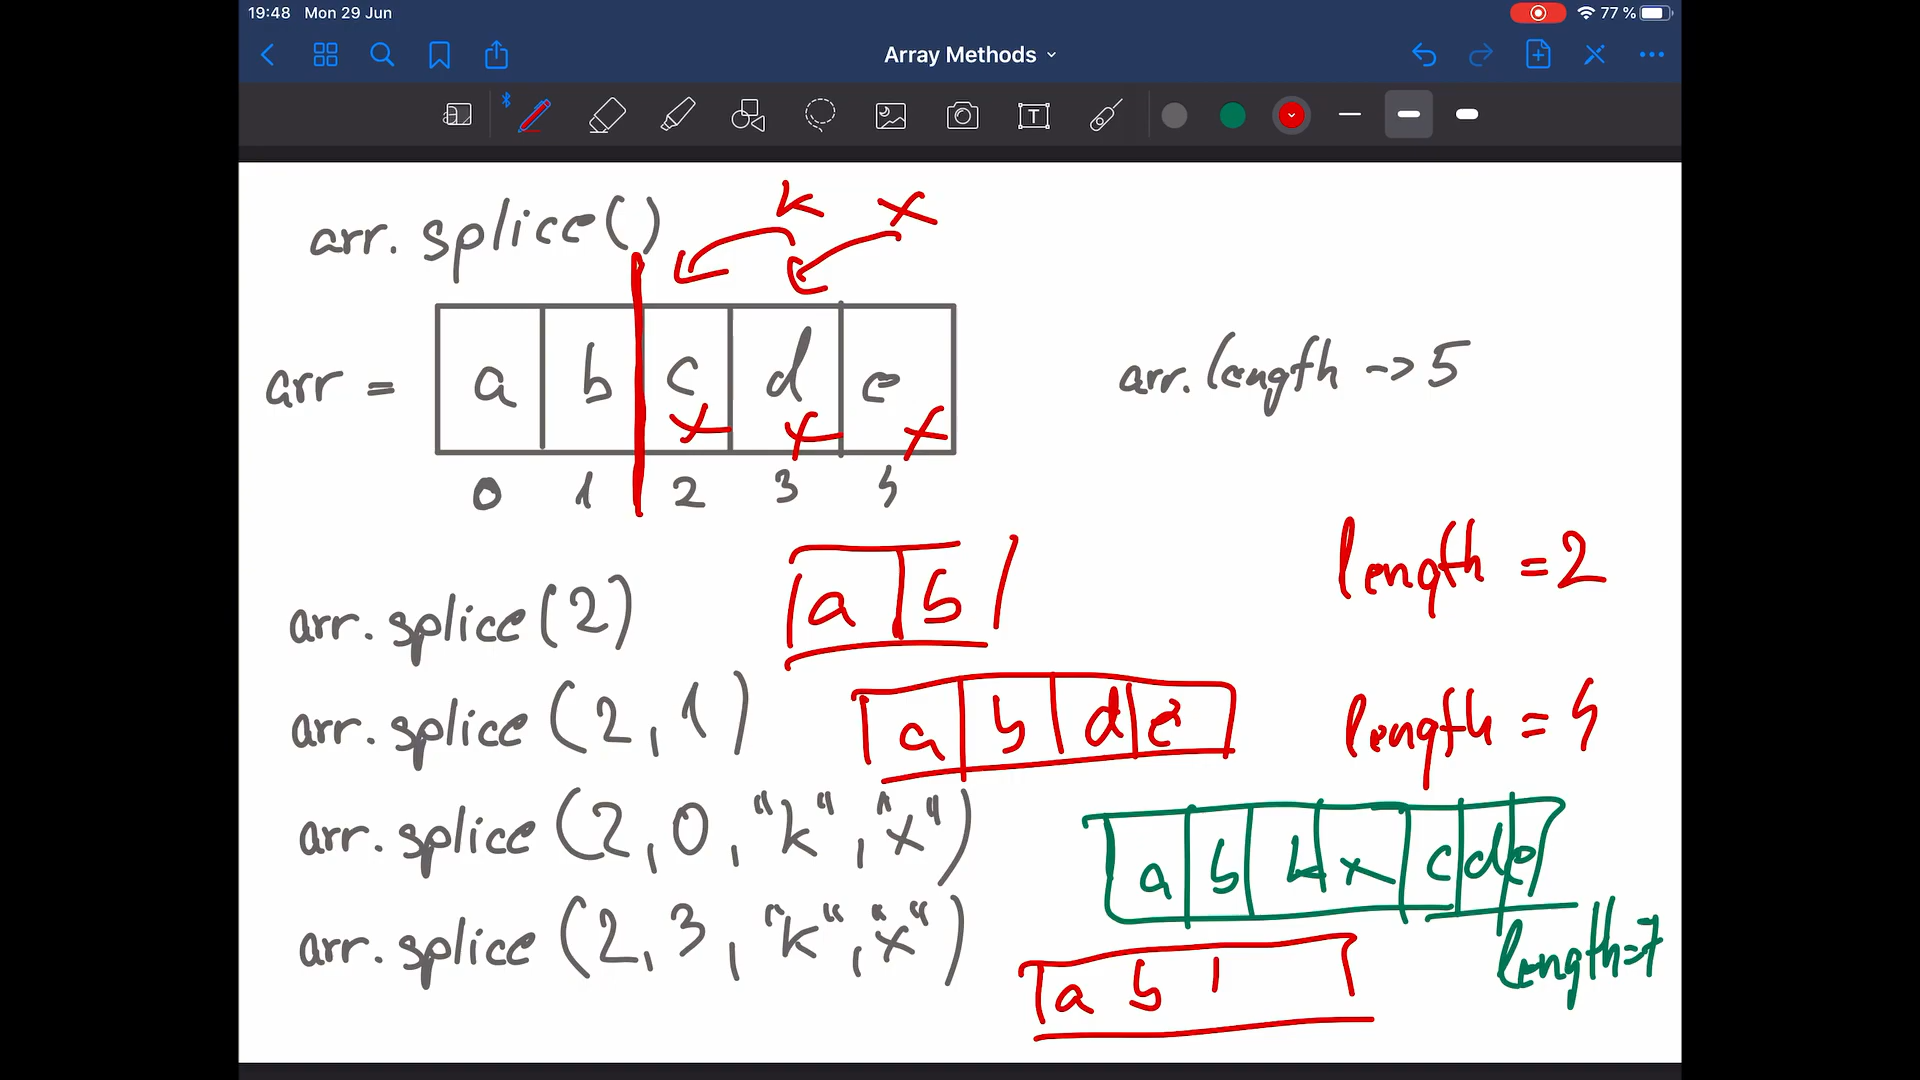 19:48 Mon 29 Jun
77 %
Array Methods
T
arr. splice()
k x
arr = a b c d e
x x x
0 1 2 3 4
arr. length -> 5
arr. splice (2)
a b
length = 2
arr. splice (2, 1)
a b d e
length = 4
arr. splice (2, 0, "k", "x")
a b k x c d e
length=7
arr. splice (2, 3, "k", "x")
a b